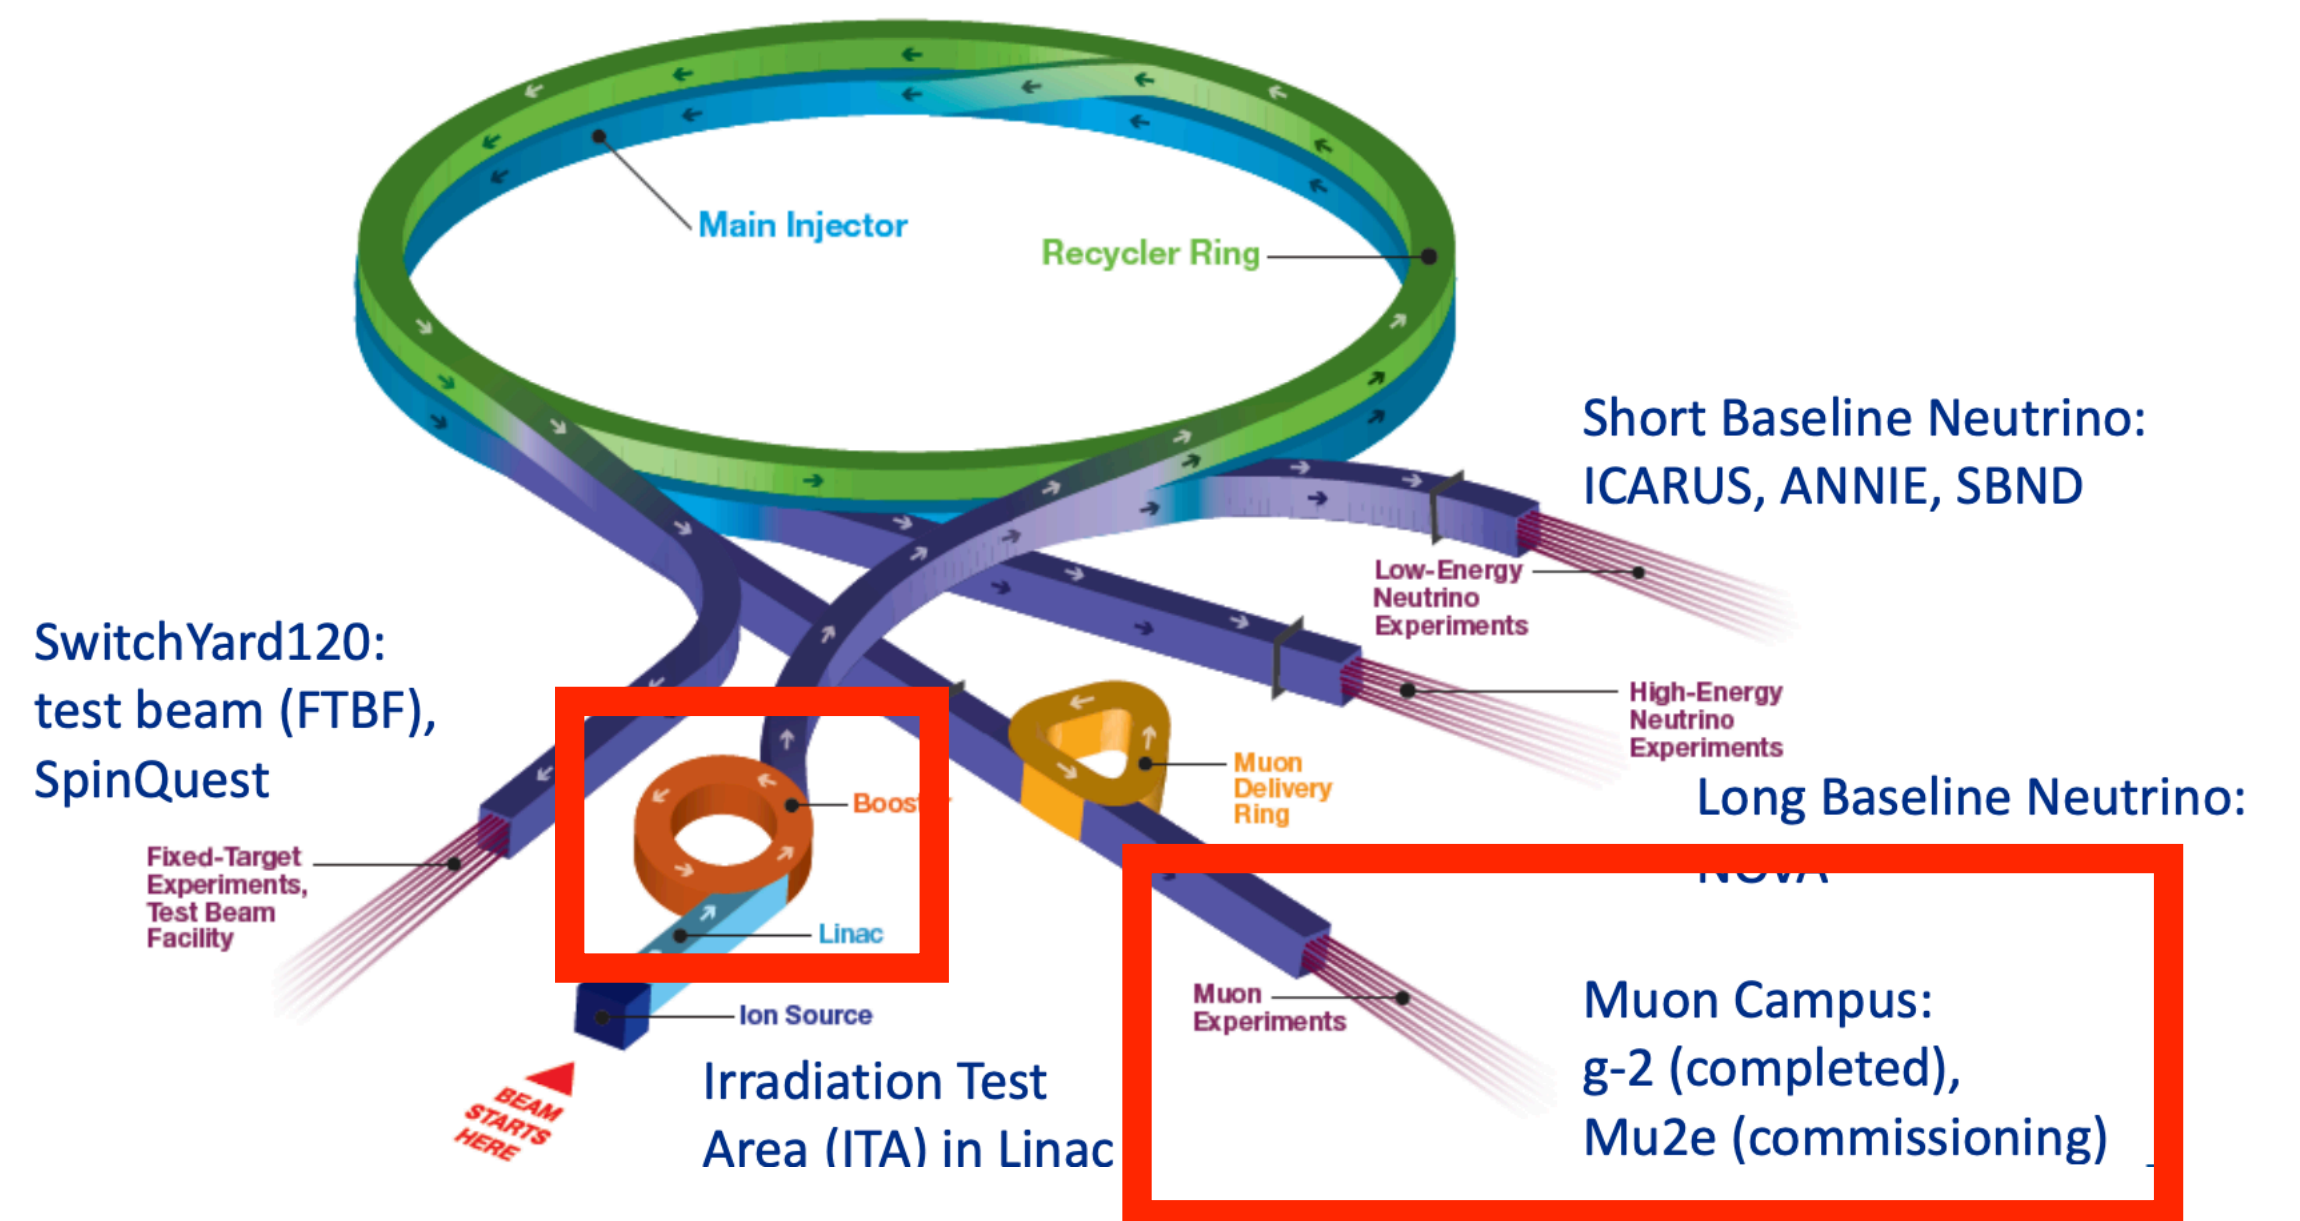 Main Injector
Recycler Ring
Short Baseline Neutrino:
ICARUS, ANNIE, SBND
Low-Energy
Neutrino
Experiments
SwitchYard120:
test beam (FTBF),
SpinQuest
High-Energy
Neutrino
Experiments
Muon
Delivery
Ring
Long Baseline Neutrino:
Fixed-Target
Experiments,
Test Beam
Facility
Linac
Muon
Experiments
Ion Source
BEAM
STARTS
HERE
Irradiation Test
Area (ITA) in Linac
Muon Campus:
g-2 (completed),
Mu2e (commissioning)